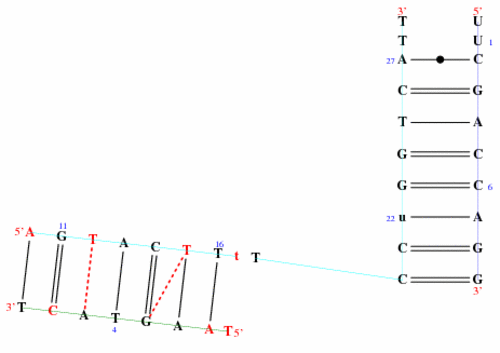 3' 5'
T U
T U 1
27 A C
C G
T A
G C
G C 6
22 u A
C G
C G
3'
11 16
5' A G T A C T T t T
3' T C A T G A A T 5'
4